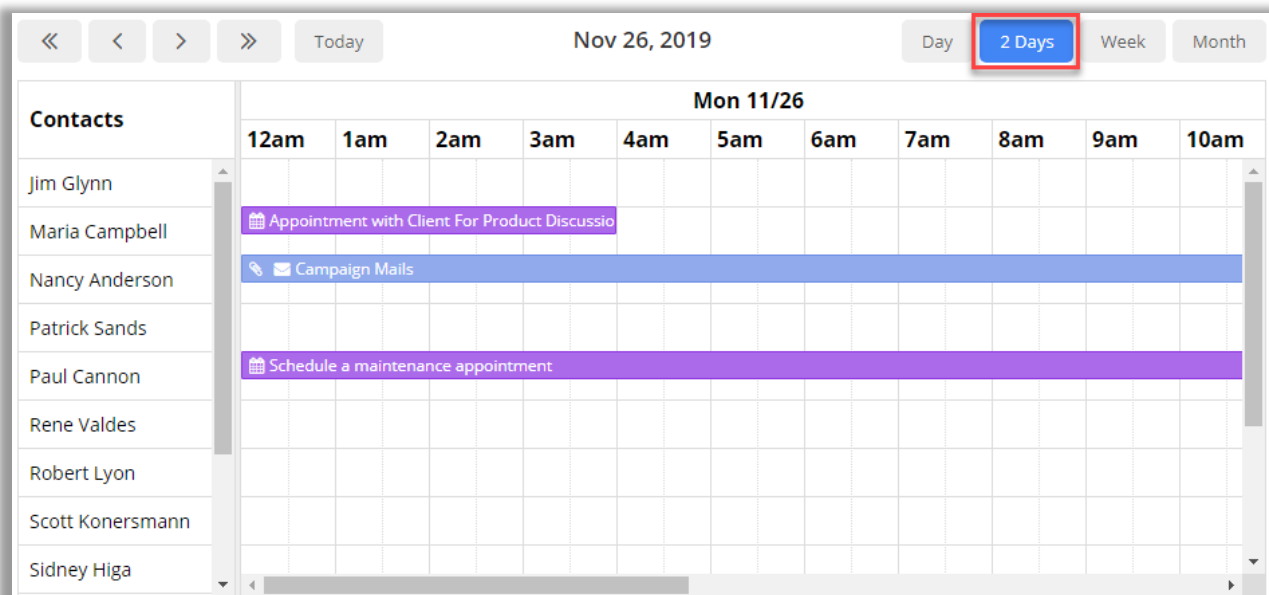 Today Nov 26, 2019 Day 2 Days Week Month
Contacts
Mon 11/26
12am 1am 2am 3am 4am 5am 6am 7am 8am 9am 10am
Jim Glynn
Maria Campbell
Appointment with Client For Product Discussio
Nancy Anderson
Campaign Mails
Patrick Sands
Paul Cannon
Schedule a maintenance appointment
Rene Valdes
Robert Lyon
Scott Konersmann
Sidney Higa